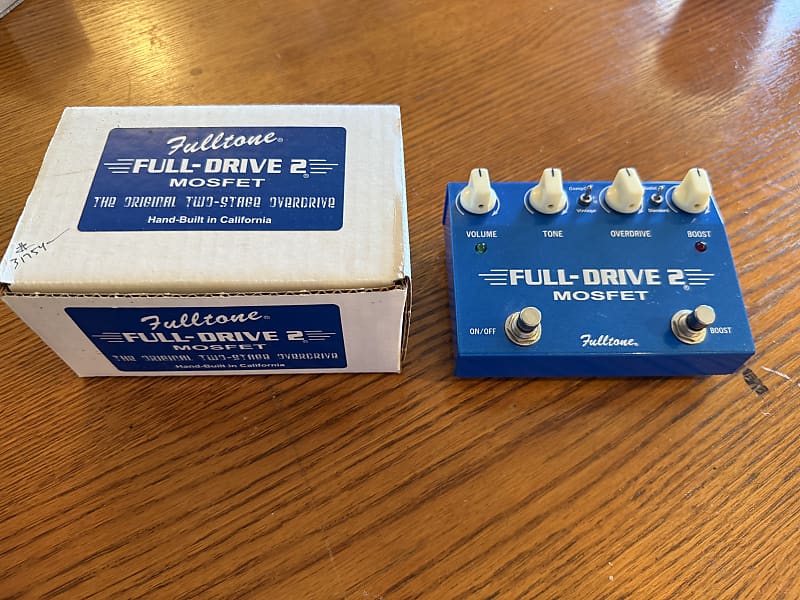 Fulltone®
FULL-DRIVE 2®
MOSFET
THE ORIGINAL TWO-STAGE OVERDRIVE
Hand-Built in California
#
31754
Fulltone®
FULL-DRIVE 2®
MOSFET
THE ORIGINAL TWO-STAGE OVERDRIVE
Hand-Built in California
Vintage
VOLUME
TONE
OVERDRIVE
BOOST
FULL-DRIVE 2®
MOSFET
ON/OFF
Fulltone®
BOOST